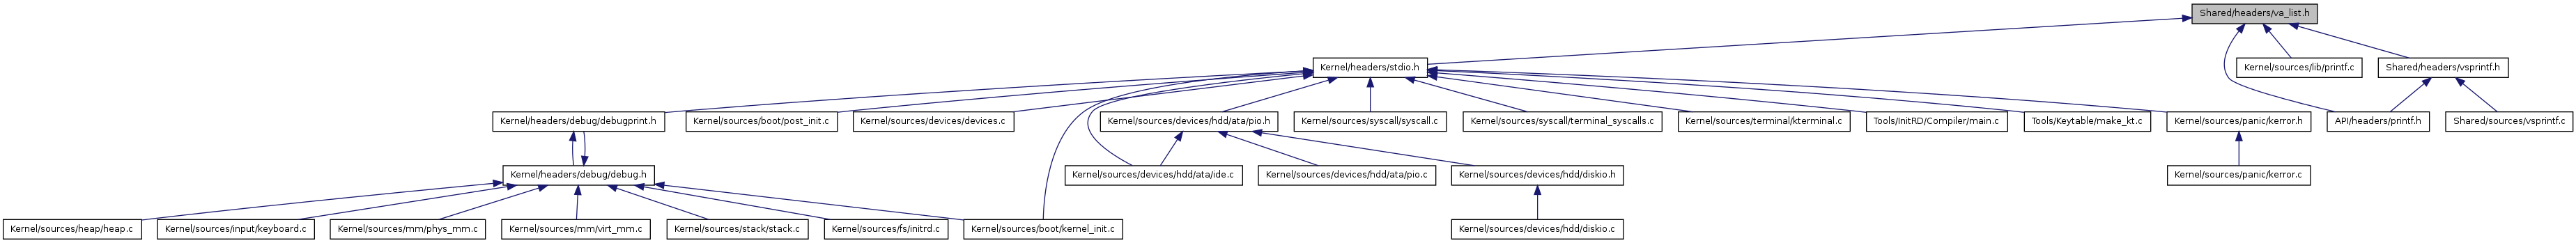 Shared/headers/va_list.h
Kernel/headers/stdio.h
Kernel/sources/lib/printf.c
Shared/headers/vsprintf.h
Kernel/headers/debug/debugprint.h
Kernel/sources/boot/post_init.c
Kernel/sources/devices/devices.c
Kernel/sources/devices/hdd/ata/pio.h
Kernel/sources/syscall/syscall.c
Kernel/sources/syscall/terminal_syscalls.c
Kernel/sources/terminal/kterminal.c
Tools/InitRD/Compiler/main.c
Tools/Keytable/make_kt.c
Kernel/sources/panic/kerror.h
API/headers/printf.h
Shared/sources/vsprintf.c
Kernel/headers/debug/debug.h
Kernel/sources/devices/hdd/ata/ide.c
Kernel/sources/devices/hdd/ata/pio.c
Kernel/sources/devices/hdd/diskio.h
Kernel/sources/panic/kerror.c
Kernel/sources/heap/heap.c
Kernel/sources/input/keyboard.c
Kernel/sources/mm/phys_mm.c
Kernel/sources/mm/virt_mm.c
Kernel/sources/stack/stack.c
Kernel/sources/fs/initrd.c
Kernel/sources/boot/kernel_init.c
Kernel/sources/devices/hdd/diskio.c